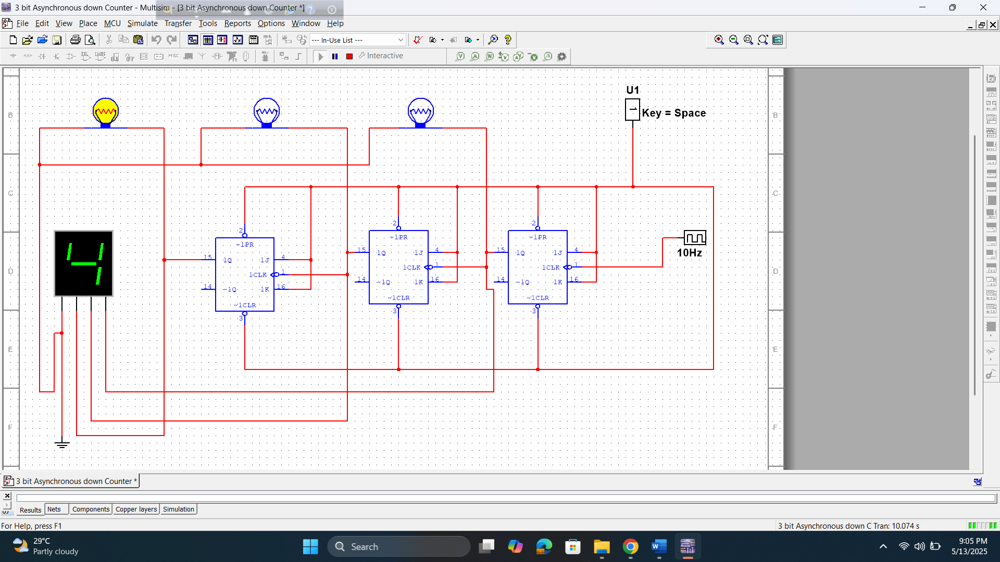 3 bit Asynchronous down Counter - Multisim - [3 bit Asynchronous down Counter *]
File Edit View Place MCU Simulate Transfer Tools Reports Options Window Help
--- In-Use List ---
MISC
Interactive
U1
Key = Space
B
B
C
C
D
D
E
E
F
F
4
2
~1PR
15 1Q 1J 4
1CLK 1
14 ~1Q 1K 16
~1CLR
3
2
~1PR
15 1Q 1J 4
1CLK 1
14 ~1Q 1K 16
~1CLR
3
2
~1PR
15 1Q 1J 4
1CLK 1
14 ~1Q 1K 16
~1CLR
3
10Hz
3 bit Asynchronous down Counter *
Results Nets Components Copper layers Simulation
For Help, press F1
3 bit Asynchronous down C Tran: 10.074 s
29°C
Partly cloudy
Search
9:05 PM
5/13/2025